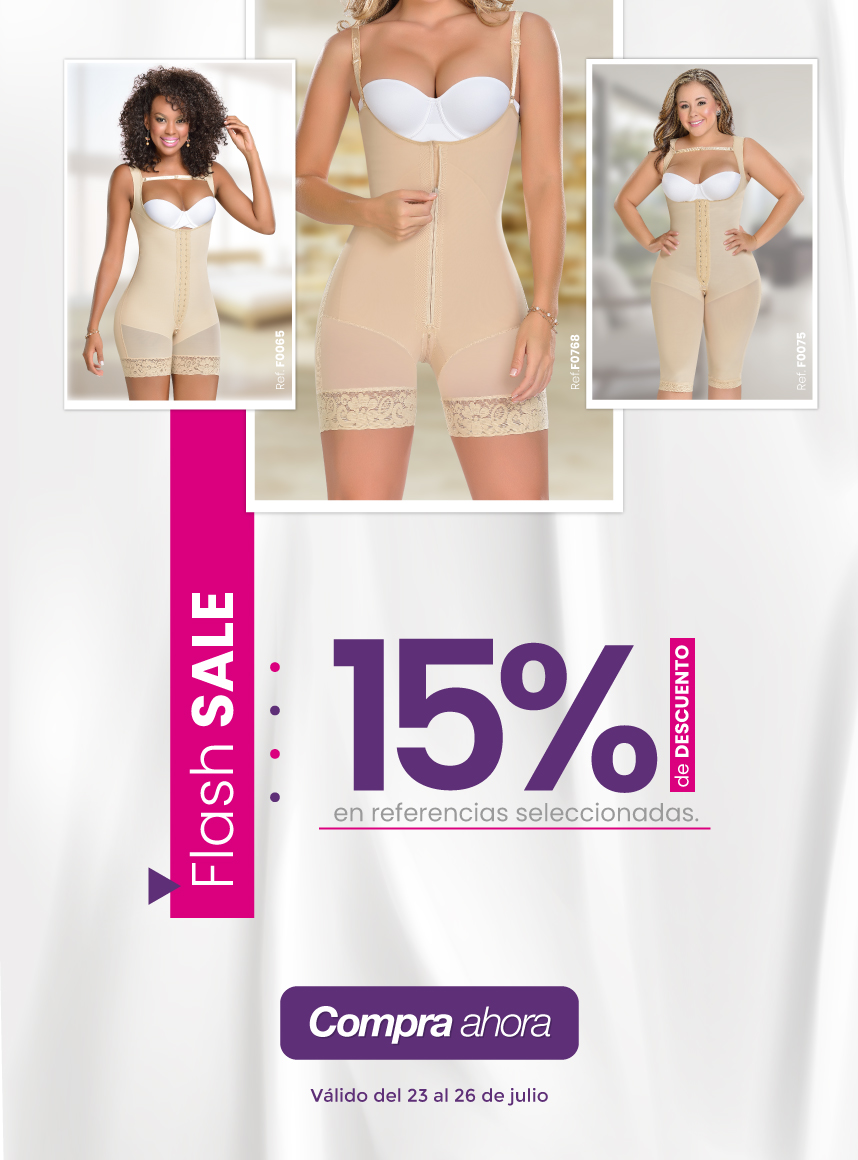 Ref. F0065
Ref. F0768
Ref. F0075
Flash SALE
15%
de DESCUENTO
en referencias seleccionadas.
Compra ahora
Válido del 23 al 26 de julio